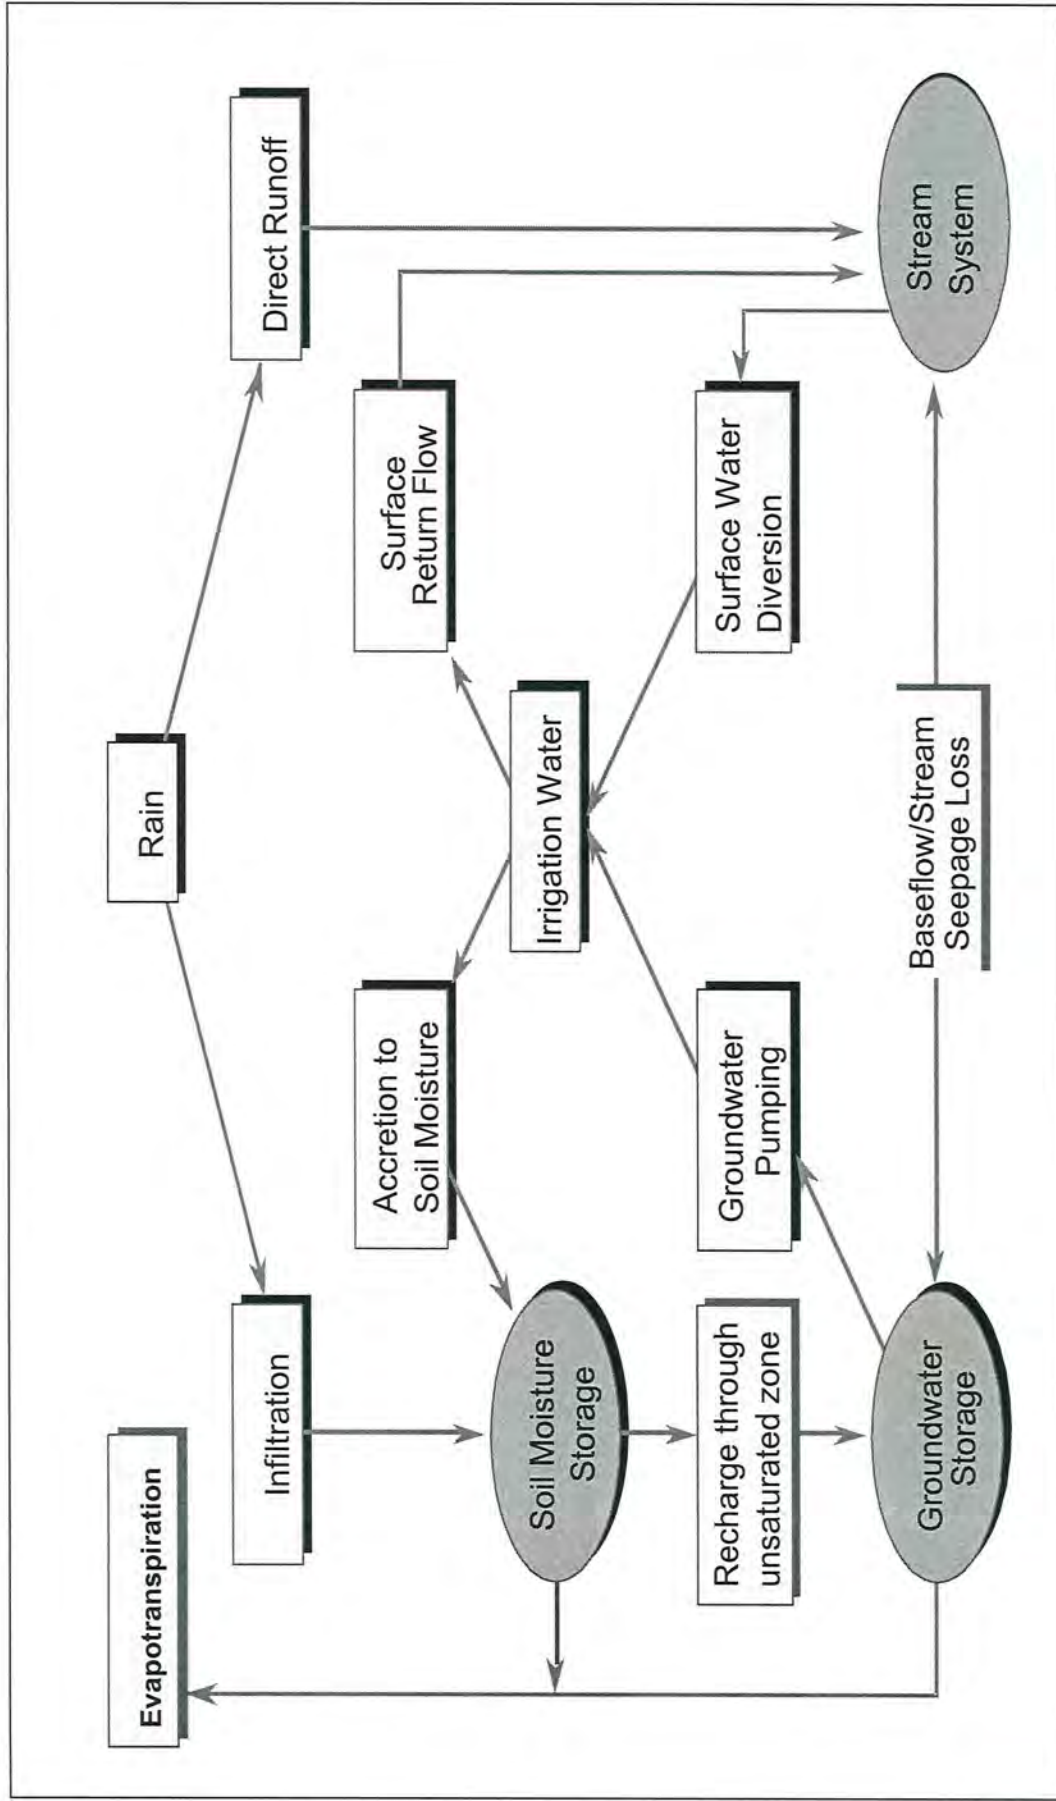 Evapotranspiration
Rain
Infiltration
Direct Runoff
Accretion to
Soil Moisture
Surface
Return Flow
Soil Moisture
Storage
Irrigation Water
Recharge through
unsaturated zone
Groundwater
Pumping
Surface Water
Diversion
Groundwater
Storage
Baseflow/Stream
Seepage Loss
Stream
System